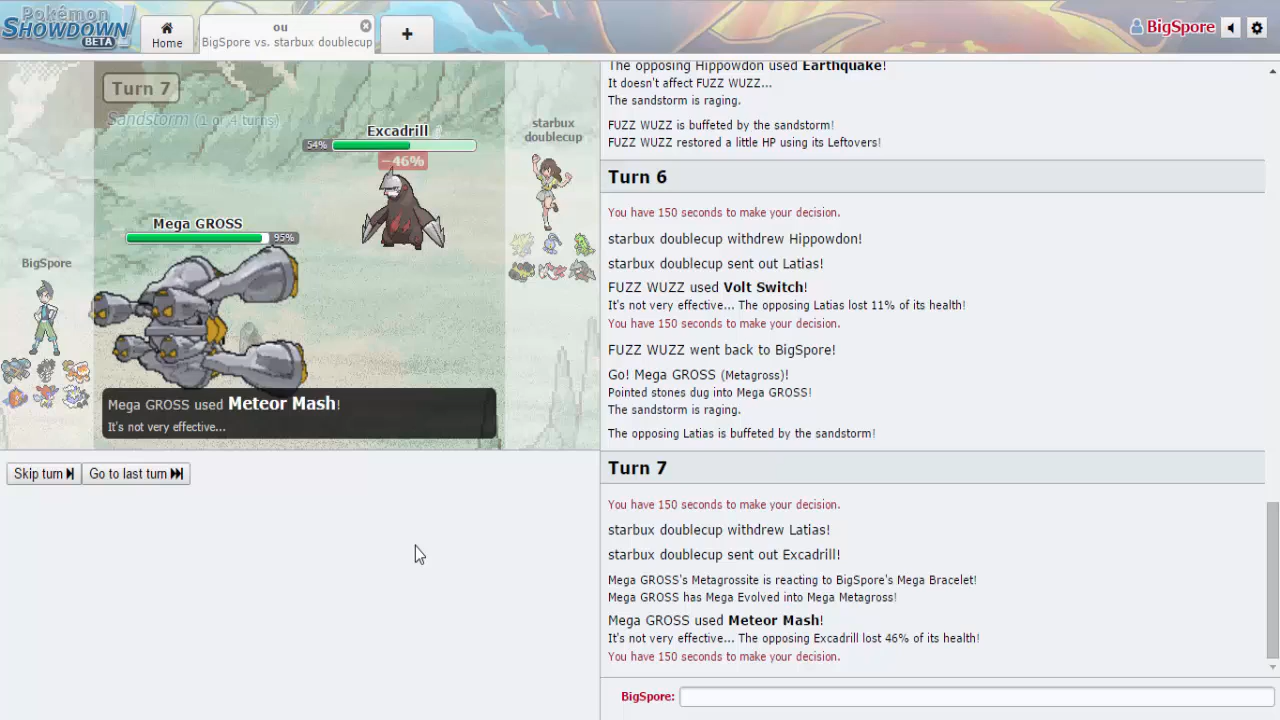 Pokémon
SHOWDOWN
BETA
Home
ou
BigSpore vs. starbux doublecup
+
BigSpore
Turn 7
Sandstorm (1 or 4 turns)
Excadrill
54%
−46%
Mega GROSS
95%
BigSpore
starbux
doublecup
Mega GROSS used Meteor Mash!
It's not very effective...
Skip turn
Go to last turn
The opposing Hippowdon used Earthquake!
It doesn't affect FUZZ WUZZ...
The sandstorm is raging.
FUZZ WUZZ is buffeted by the sandstorm!
FUZZ WUZZ restored a little HP using its Leftovers!
Turn 6
You have 150 seconds to make your decision.
starbux doublecup withdrew Hippowdon!
starbux doublecup sent out Latias!
FUZZ WUZZ used Volt Switch!
It's not very effective... The opposing Latias lost 11% of its health!
You have 150 seconds to make your decision.
FUZZ WUZZ went back to BigSpore!
Go! Mega GROSS (Metagross)!
Pointed stones dug into Mega GROSS!
The sandstorm is raging.
The opposing Latias is buffeted by the sandstorm!
Turn 7
You have 150 seconds to make your decision.
starbux doublecup withdrew Latias!
starbux doublecup sent out Excadrill!
Mega GROSS's Metagrossite is reacting to BigSpore's Mega Bracelet!
Mega GROSS has Mega Evolved into Mega Metagross!
Mega GROSS used Meteor Mash!
It's not very effective... The opposing Excadrill lost 46% of its health!
You have 150 seconds to make your decision.
BigSpore: